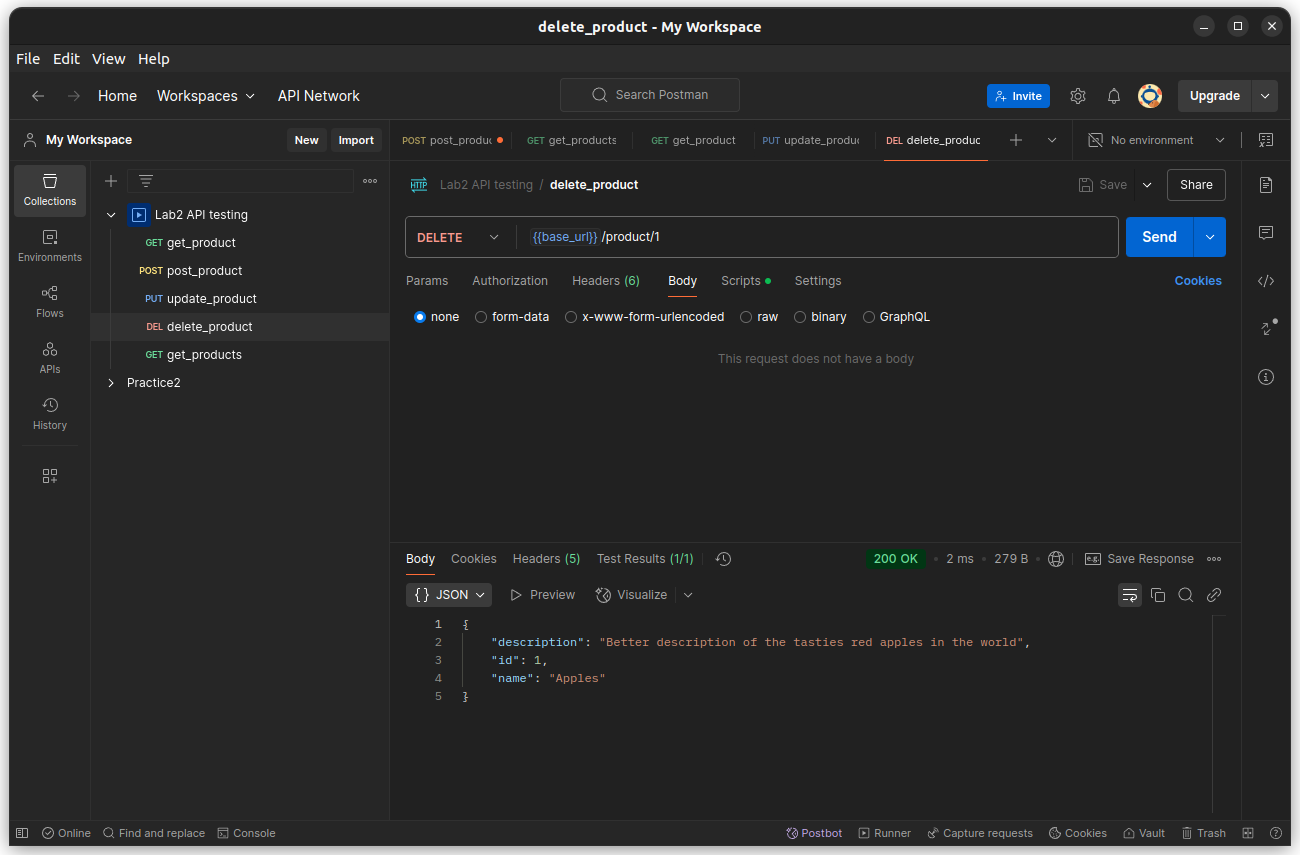 delete_product - My Workspace
File Edit View Help
Home Workspaces API Network Search Postman Invite Upgrade
My Workspace New Import
POST post_produc GET get_products GET get_product PUT update_produc DEL delete_produc No environment
Collections
Environments
Flows
APIs
History
Lab2 API testing
GET get_product
POST post_product
PUT update_product
DEL delete_product
GET get_products
Practice2
HTTP Lab2 API testing / delete_product Save Share
DELETE {{base_url}} /product/1 Send
Params Authorization Headers (6) Body Scripts Settings Cookies
none form-data x-www-form-urlencoded raw binary GraphQL
This request does not have a body
Body Cookies Headers (5) Test Results (1/1) 200 OK 2 ms 279 B e.g. Save Response
{} JSON Preview Visualize
1 {
2 "description": "Better description of the tasties red apples in the world",
3 "id": 1,
4 "name": "Apples"
5 }
Online Find and replace Console Postbot Runner Capture requests Cookies Vault Trash